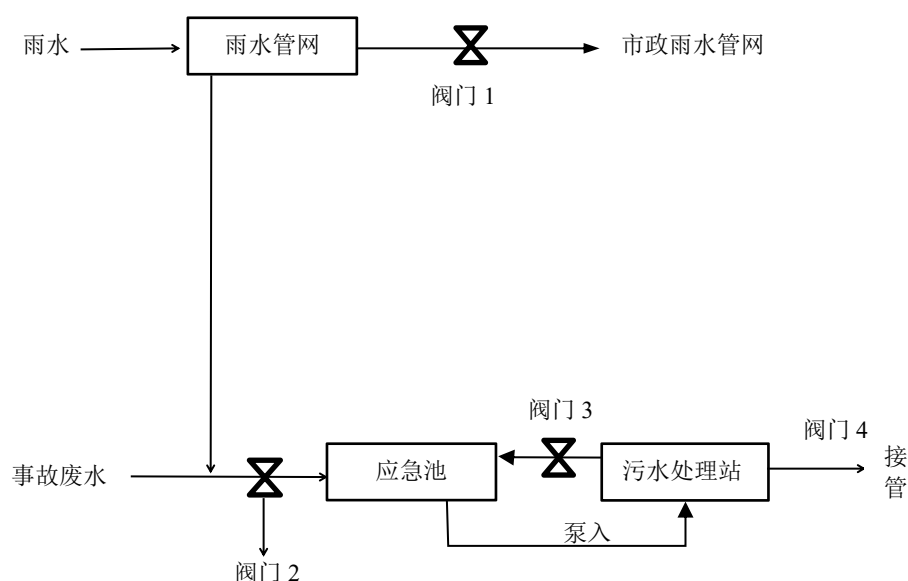 雨水
雨水管网
市政雨水管网
阀门 1
阀门 3
阀门 4
事故废水
应急池
污水处理站
接
管
泵入
阀门 2